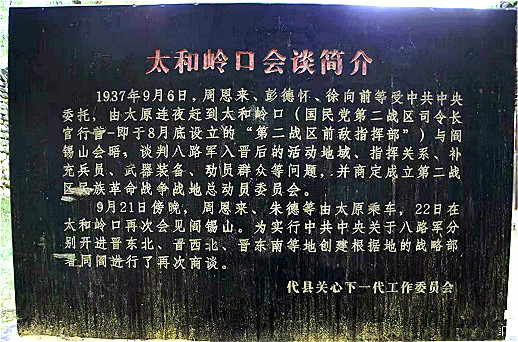 太和岭口会谈简介
1937年9月6日，周恩来、彭德怀、徐向前等受中共中央
委托，由太原连夜赶到太和岭口（国民党第二战区司令长
官行营—即于8月底设立的“第二战区前敌指挥部”）与阎
锡山会晤；谈判八路军入晋后的活动地域、指挥关系、补
充兵员、武器装备、动员群众等问题，并商定成立第二战
区民族革命战争战地总动员委员会。
9月21日傍晚，周恩来、朱德等由太原乘车，22日在
太和岭口再次会见阎锡山。为实行中共中央关于八路军分
别开进晋东北、晋西北、晋东南等地创建根据地的战略部
署同阎进行了再次商谈。
代县关心下一代工作委员会